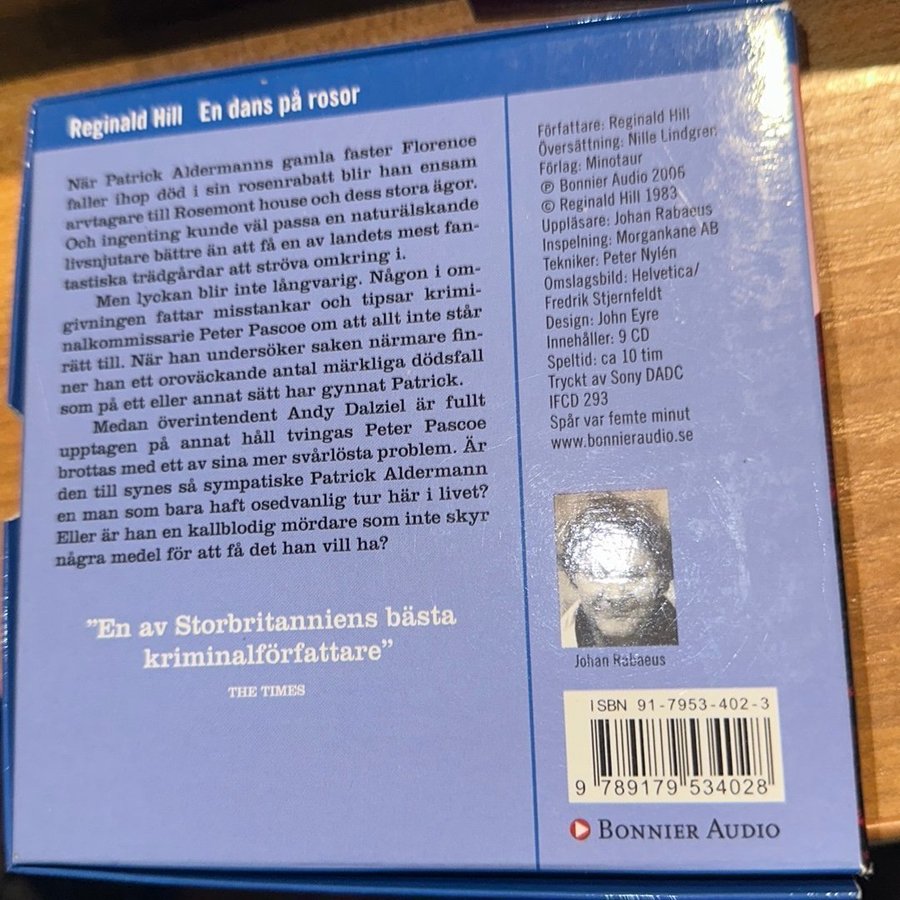 Reginald Hill En dans på rosor
När Patrick Aldermanns gamla faster Florence
faller ihop död i sin rosenrabatt blir han ensam
arvtagare till Rosemont house och dess stora ägor.
Och ingenting kunde väl passa en naturälskande
livsnjutare bättre än att få en av landets mest fan-
tastiska trädgårdar att ströva omkring i.
Men lyckan blir inte långvarig. Någon i om-
givningen fattar misstankar och tipsar krimi-
nalkommissarie Peter Pascoe om att allt inte står
rätt till. När han undersöker saken närmare fin-
ner han ett oroväckande antal märkliga dödsfall
som på ett eller annat sätt har gynnat Patrick.
Medan överintendent Andy Dalziel är fullt
upptagen på annat håll tvingas Peter Pascoe
brottas med ett av sina mer svårlösta problem. Är
den till synes så sympatiske Patrick Aldermann
en man som bara haft osedvanlig tur här i livet?
Eller är han en kallblodig mördare som inte skyr
några medel för att få det han vill ha?
"En av Storbritanniens bästa
kriminalförfattare"
THE TIMES
Författare: Reginald Hill
Översättning: Nille Lindgren
Förlag: Minotaur
℗ Bonnier Audio 2006
© Reginald Hill 1983
Uppläsare: Johan Rabaeus
Inspelning: Morgankane AB
Tekniker: Peter Nylén
Omslagsbild: Helvetica/
Fredrik Stjernfeldt
Design: John Eyre
Innehåller: 9 CD
Speltid: ca 10 tim
Tryckt av Sony DADC
IFCD 293
Spår var femte minut
www.bonnieraudio.se
Johan Rabaeus
ISBN 91-7953-402-3
9 789179 534028
BONNIER AUDIO